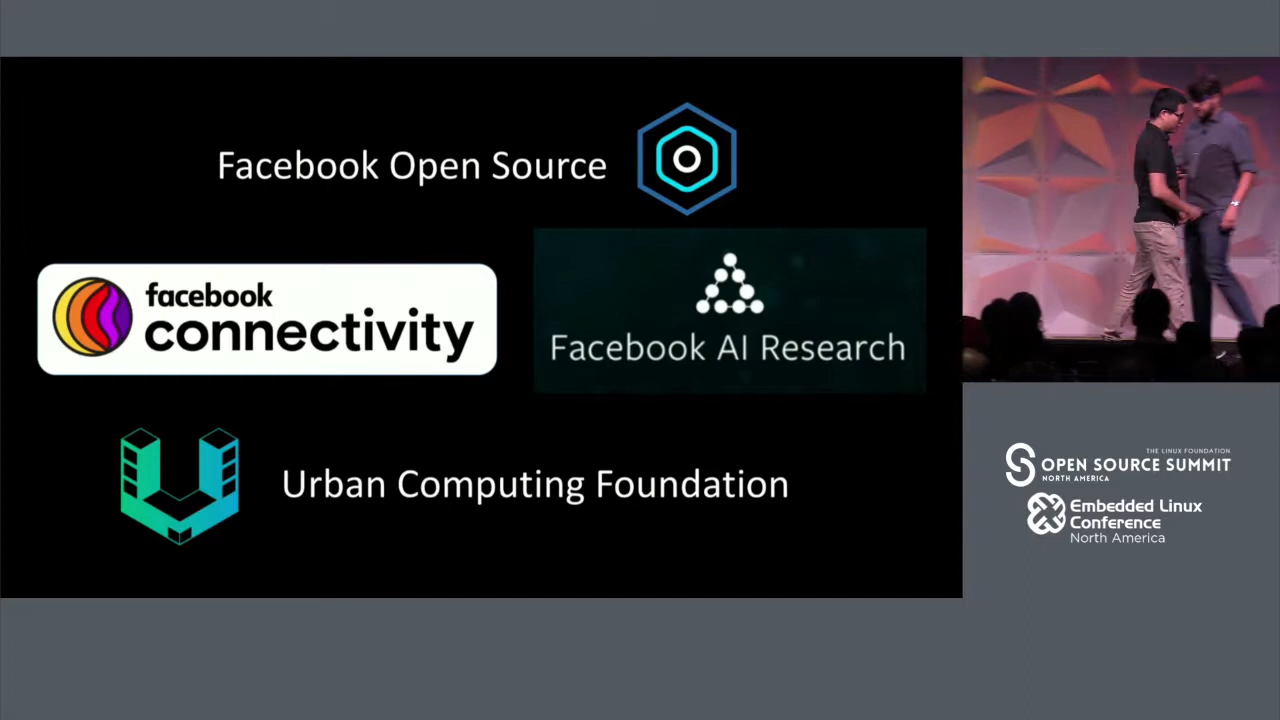 Facebook Open Source
facebook
connectivity
Facebook AI Research
Urban Computing Foundation
THE LINUX FOUNDATION
OPEN SOURCE SUMMIT
NORTH AMERICA
Embedded Linux
Conference
North America